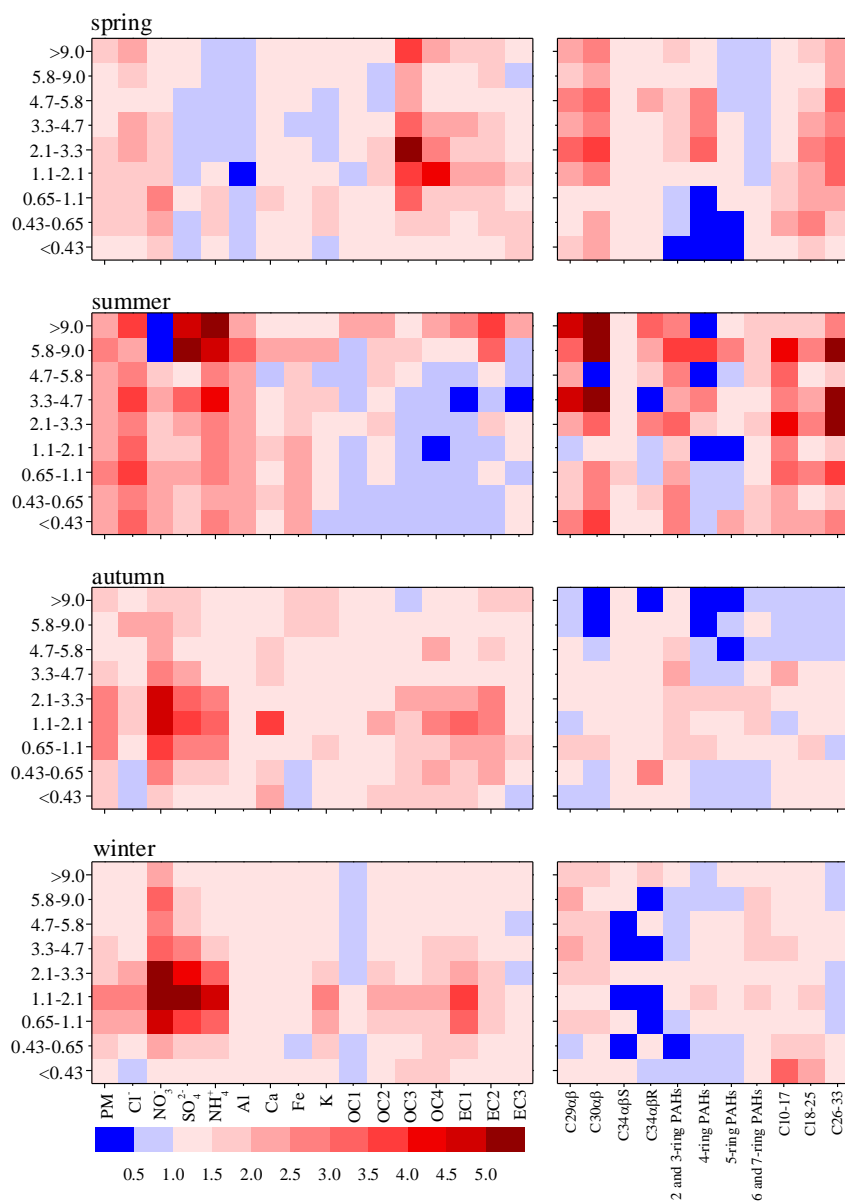 spring
>9.0
5.8-9.0
4.7-5.8
3.3-4.7
2.1-3.3
1.1-2.1
0.65-1.1
0.43-0.65
<0.43
summer
>9.0
5.8-9.0
4.7-5.8
3.3-4.7
2.1-3.3
1.1-2.1
0.65-1.1
0.43-0.65
<0.43
autumn
>9.0
5.8-9.0
4.7-5.8
3.3-4.7
2.1-3.3
1.1-2.1
0.65-1.1
0.43-0.65
<0.43
winter
>9.0
5.8-9.0
4.7-5.8
3.3-4.7
2.1-3.3
1.1-2.1
0.65-1.1
0.43-0.65
<0.43
PM
Cl⁻
NO₃⁻
SO₄²⁻
NH₄⁺
Al
Ca
Fe
K
OC1
OC2
OC3
OC4
EC1
EC2
EC3
C29αβ
C30αβ
C34αβS
C34αβR
2 and 3-ring PAHs
4-ring PAHs
5-ring PAHs
6 and 7-ring PAHs
C10-17
C18-25
C26-33
0.5 1.0 1.5 2.0 2.5 3.0 3.5 4.0 4.5 5.0